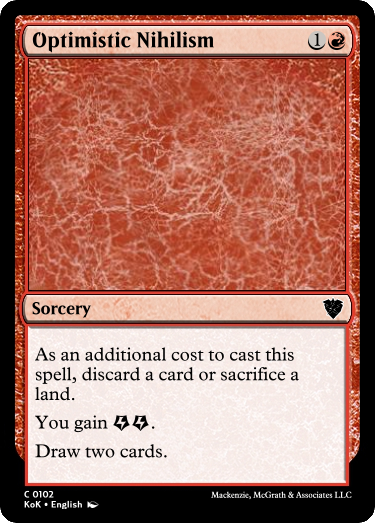 Optimistic Nihilism 1
Sorcery
As an additional cost to cast this
spell, discard a card or sacrifice a
land.
You gain .
Draw two cards.
C 0102
KoK • English
Mackenzie, McGrath & Associates LLC